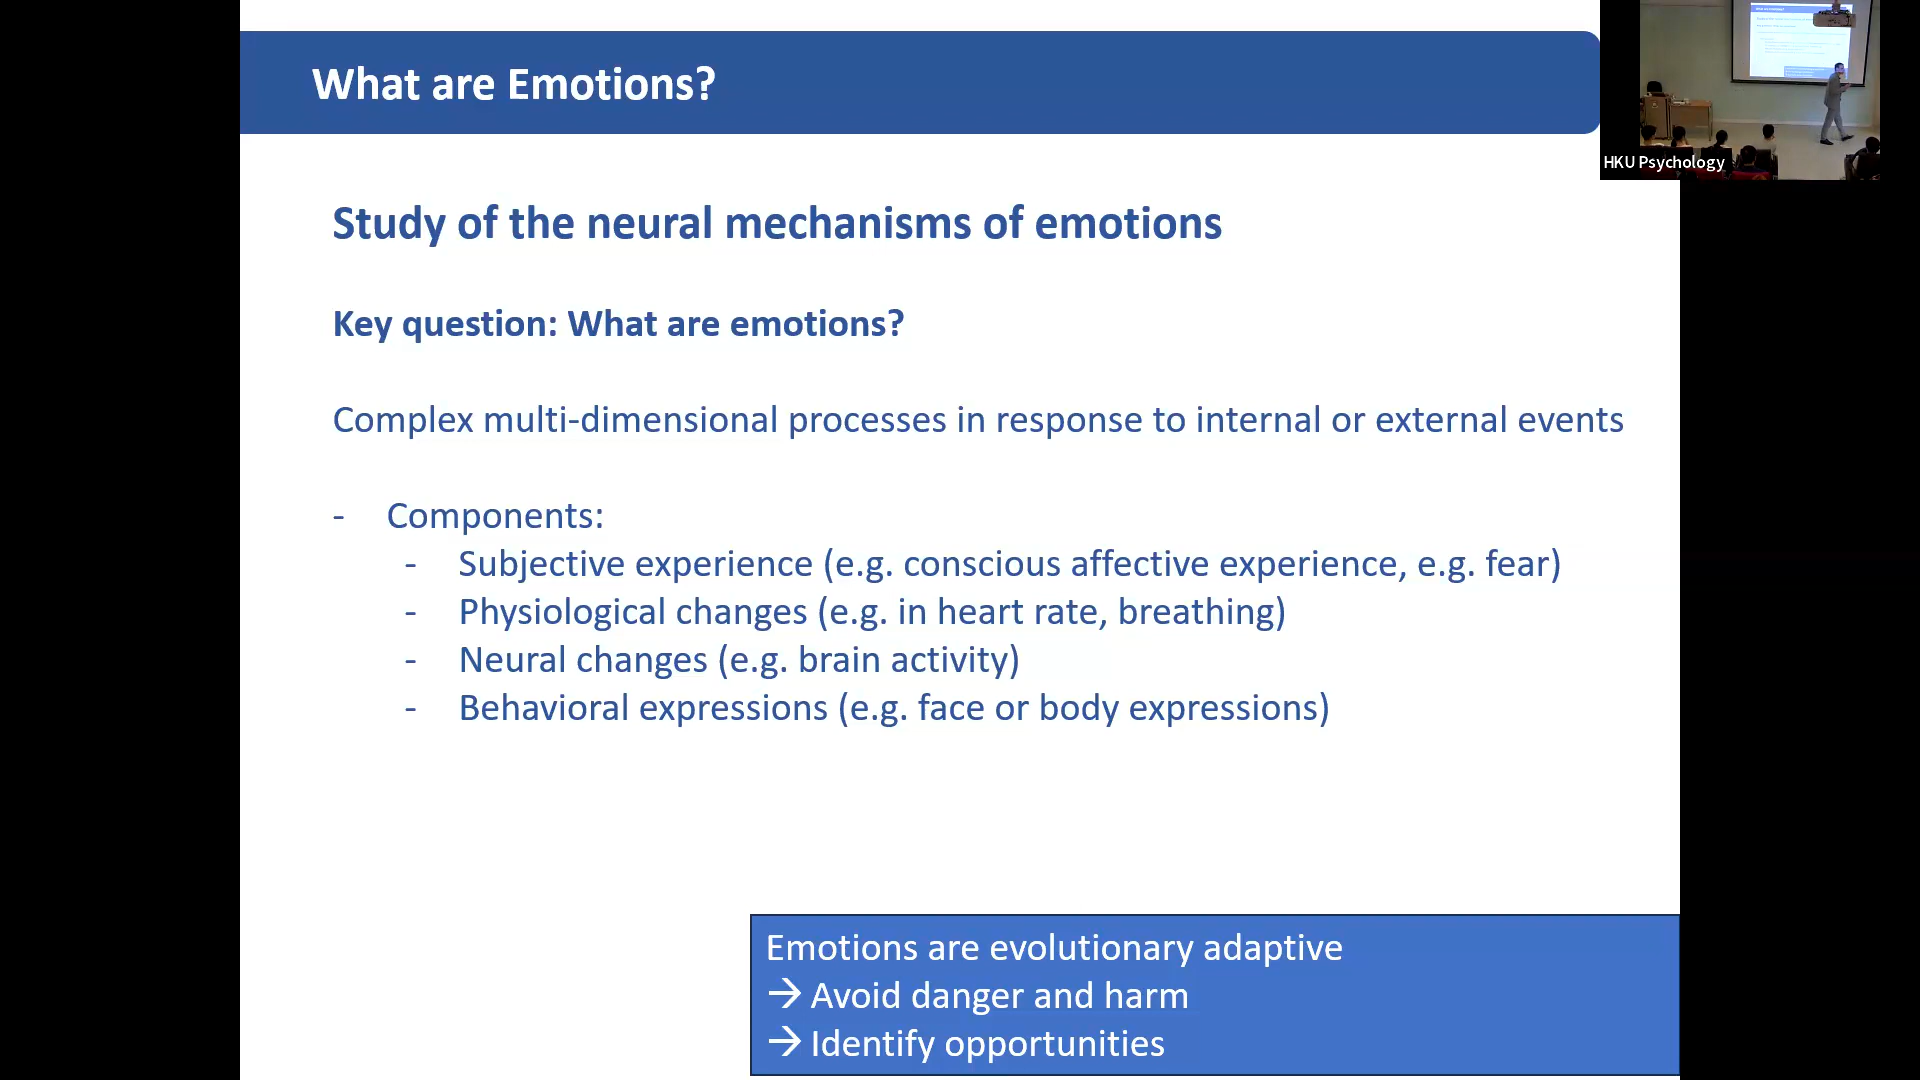 What are Emotions?
HKU Psychology
Study of the neural mechanisms of emotions
Key question: What are emotions?
Complex multi-dimensional processes in response to internal or external events
- Components:
- Subjective experience (e.g. conscious affective experience, e.g. fear)
- Physiological changes (e.g. in heart rate, breathing)
- Neural changes (e.g. brain activity)
- Behavioral expressions (e.g. face or body expressions)
Emotions are evolutionary adaptive
→ Avoid danger and harm
→ Identify opportunities